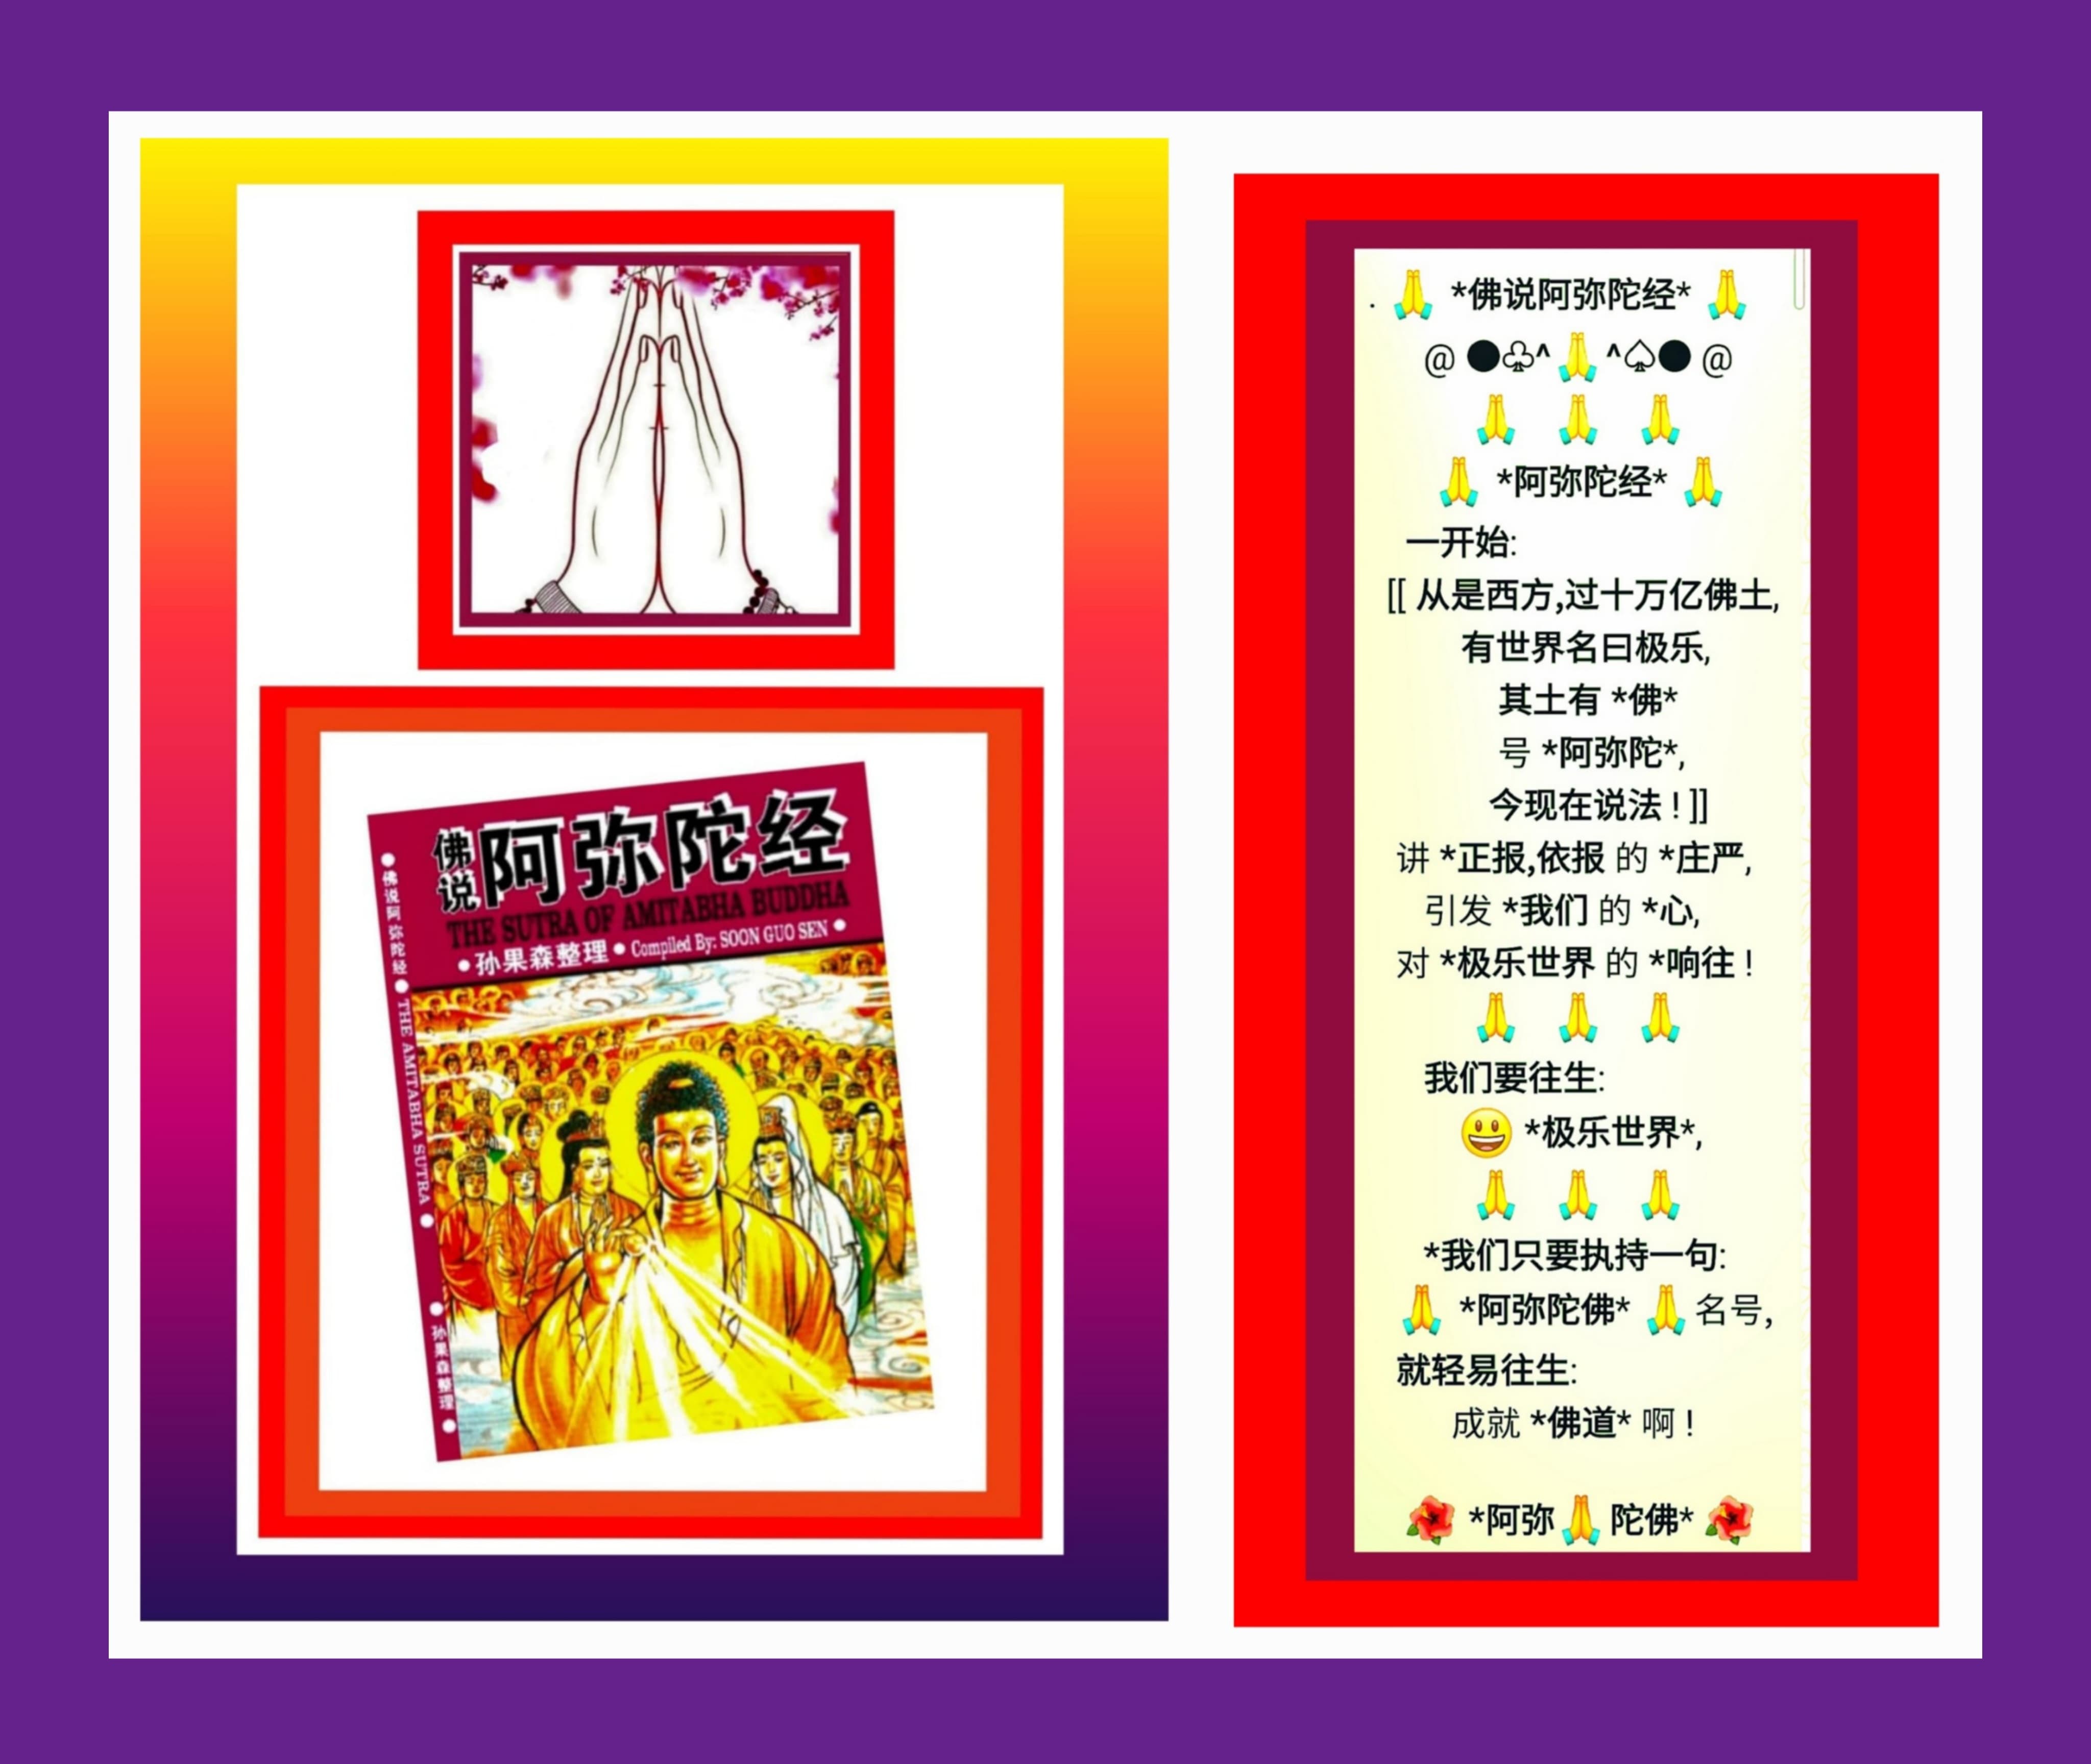 佛说阿弥陀经
THE SUTRA OF AMITABHA BUDDHA
●孙果森整理● Compiled By: SOON GUO SEN ●
●佛说阿弥陀经● THE AMITABHA SUTRA ●
●孙果森整理●
. 🙏 *佛说阿弥陀经* 🙏
@ ●♧^ 🙏 ^♤● @
🙏 🙏 🙏
🙏 *阿弥陀经* 🙏
一开始:
[[ 从是西方,过十万亿佛土,
有世界名曰极乐,
其土有 *佛*
号 *阿弥陀*,
今现在说法 ! ]]
讲 *正报,依报 的 *庄严,
引发 *我们 的 *心,
对 *极乐世界 的 *响往 !
🙏 🙏 🙏
我们要往生:
😃 *极乐世界*,
🙏 🙏 🙏
*我们只要执持一句:
🙏 *阿弥陀佛* 🙏 名号,
就轻易往生:
成就 *佛道* 啊 !
🌺 *阿弥 🙏 陀佛* 🌺